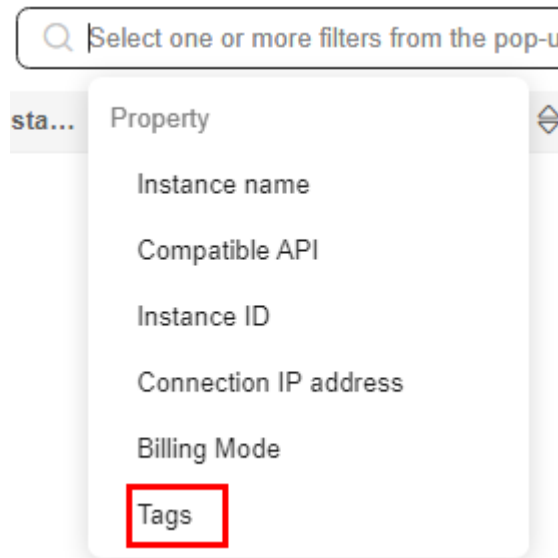 Select one or more filters from the pop-u
sta...
Property
Instance name
Compatible API
Instance ID
Connection IP address
Billing Mode
Tags